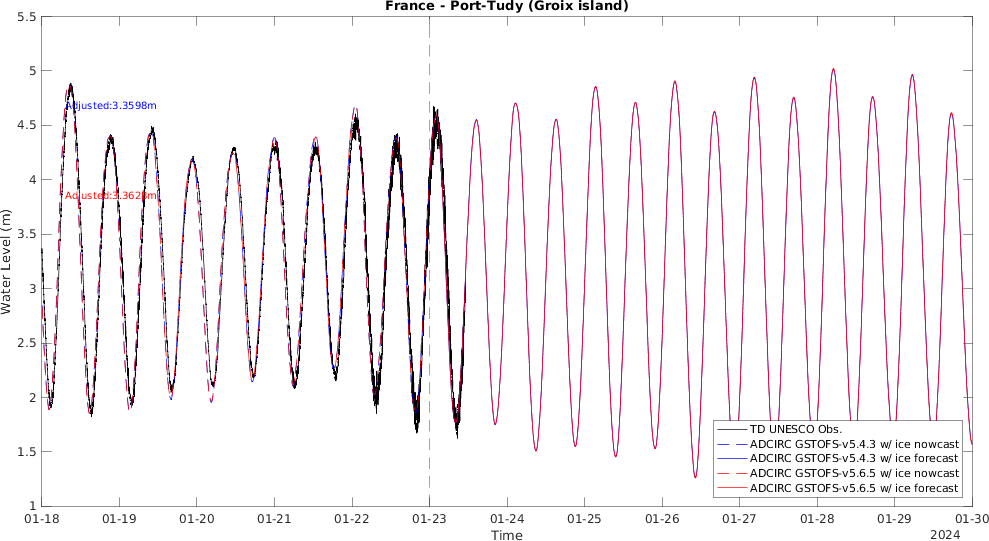 France - Port-Tudy (Groix island)
5.5
5
4.5
4
3.5
3
2.5
2
1.5
1
Water Level (m)
Adjusted:3.3598m
TD UNESCO Obs.
ADCIRC GSTOFS-v5.4.3 w/ ice nowcast
ADCIRC GSTOFS-v5.4.3 w/ ice forecast
ADCIRC GSTOFS-v5.6.5 w/ ice nowcast
ADCIRC GSTOFS-v5.6.5 w/ ice forecast
01-18
01-19
01-20
01-21
01-22
01-23
01-24
01-25
01-26
01-27
01-28
01-29
01-30
Time
2024